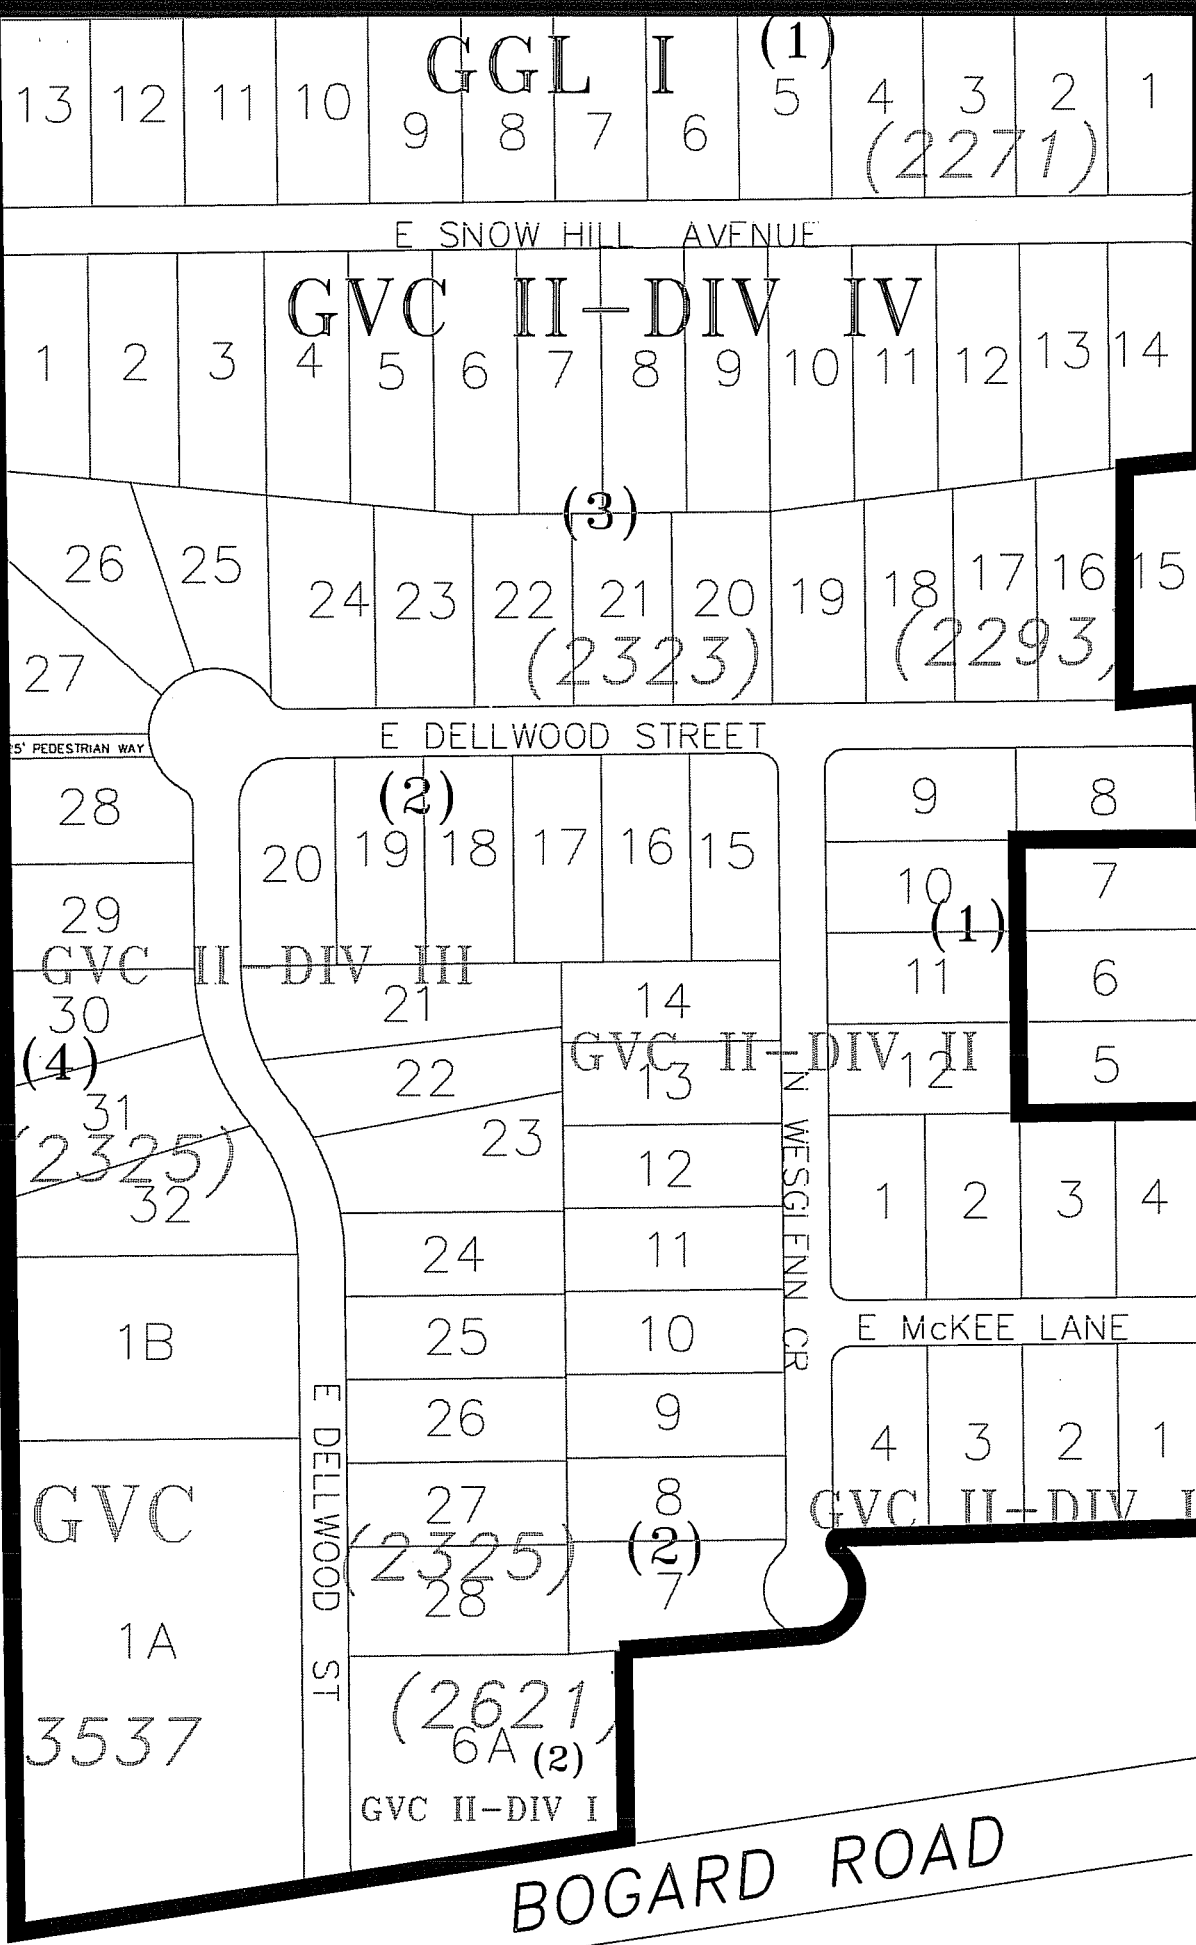 GGL I (1)
13 12 11 10 9 8 7 6 5 4 3 2 1
(2271)
E SNOW HILL AVENUE
GVC II-DIV IV
1 2 3 4 5 6 7 8 9 10 11 12 13 14
(3)
26 25 24 23 22 21 20 19 18 17 16 15
(2323) (2293)
27
5' PEDESTRIAN WAY
E DELLWOOD STREET
(2)
28 20 19 18 17 16 15 9 8
10 7
29 (1)
GVC II-DIV III
11 6
30 21 14
(4) GVC II-DIV II
22 13 12 5
31
(2325)
23 12
32
N WESGLENN CR
1 2 3 4
24 11
1B 25 10
E McKEE LANE
26 9
4 3 2 1
E DELLWOOD ST
GVC 27 8
GVC II-DIV I
(2325) (2)
28 7
1A
(2621)
3537
6A (2)
GVC II-DIV I
BOGARD ROAD